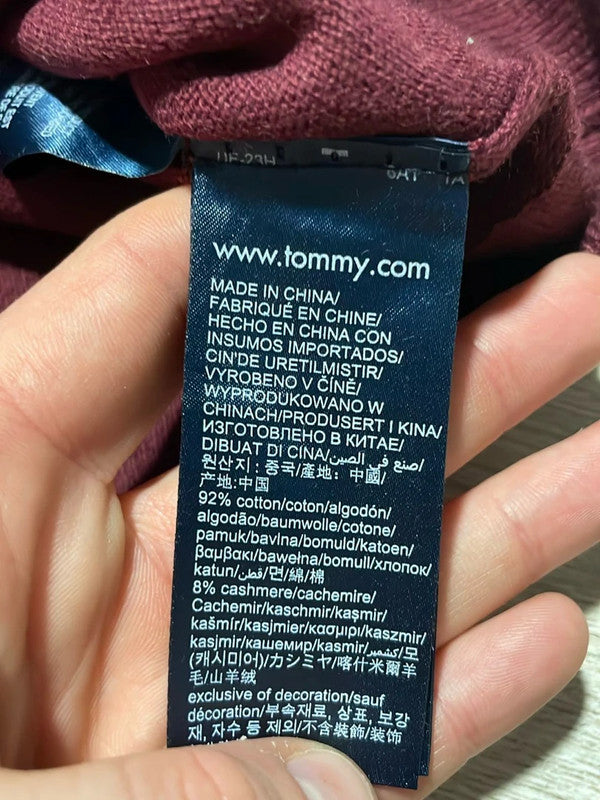 www.tommy.com
MADE IN CHINA/
FABRIQUÉ EN CHINE/
HECHO EN CHINA CON
INSUMOS IMPORTADOS/
CIN'DE URETILMISTIR/
VYROBENO V ČÍNĚ/
WYPRODUKOWANO W
CHINACH/PRODUSERT I KINA/
ИЗГОТОВЛЕНО В КИТАЕ/
DIBUAT DI CINA/صنع في الصين/
원산지 : 중국/產地: 中國/
产地:中国
92% cotton/coton/algodón/
algodão/baumwolle/cotone/
pamuk/bavlna/bomuld/katoen/
βαμβακι/bawełna/bomull/хлопок/
katun/قطن/면/綿/棉
8% cashmere/cachemire/
Cachemir/kaschmir/kaşmir/
kašmír/kasjmier/κασμιρι/kaszmir/
kasjmir/кашемир/kasmir/كشمير/모
(캐시미어)/カシミヤ/喀什米爾羊
毛/山羊绒
exclusive of decoration/sauf
décoration/부속재료, 상표, 보강
재, 자수 등 제외/不含裝飾/装饰